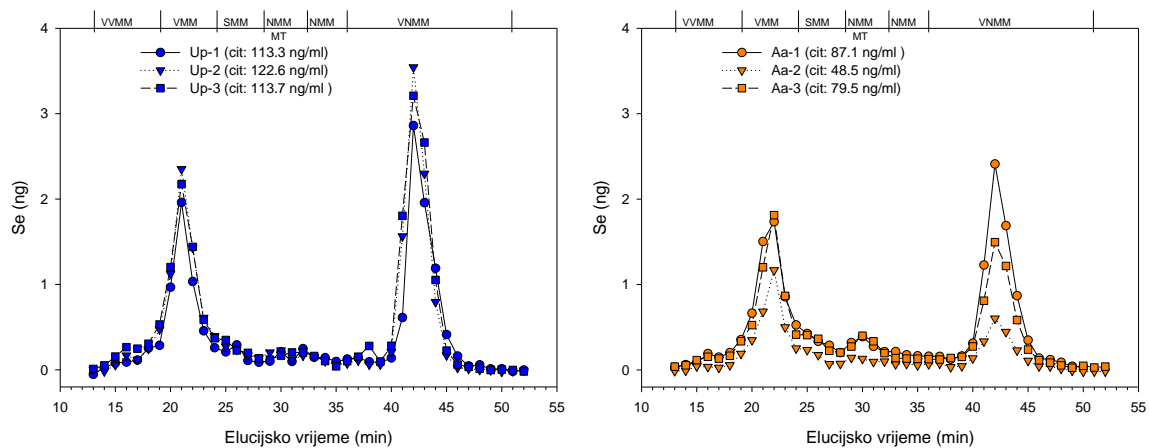 VVMM VMM SMM NMM NMM VNMM
MT
Up-1 (cit: 113.3 ng/ml)
Up-2 (cit: 122.6 ng/ml)
Up-3 (cit: 113.7 ng/ml )
Se (ng)
4
3
2
1
0
10 15 20 25 30 35 40 45 50 55
Elucijsko vrijeme (min)
VVMM VMM SMM NMM NMM VNMM
MT
Aa-1 (cit: 87.1 ng/ml )
Aa-2 (cit: 48.5 ng/ml)
Aa-3 (cit: 79.5 ng/ml)
Se (ng)
4
3
2
1
0
10 15 20 25 30 35 40 45 50 55
Elucijsko vrijeme (min)